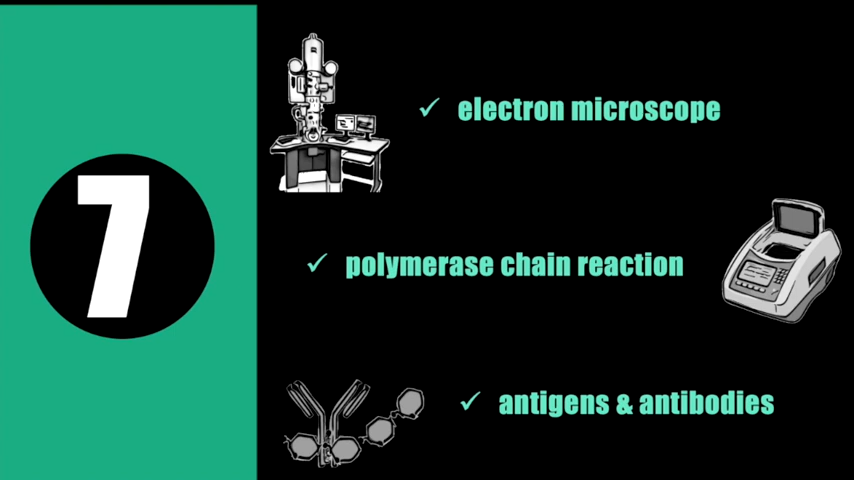 7
✓ electron microscope
✓ polymerase chain reaction
✓ antigens & antibodies